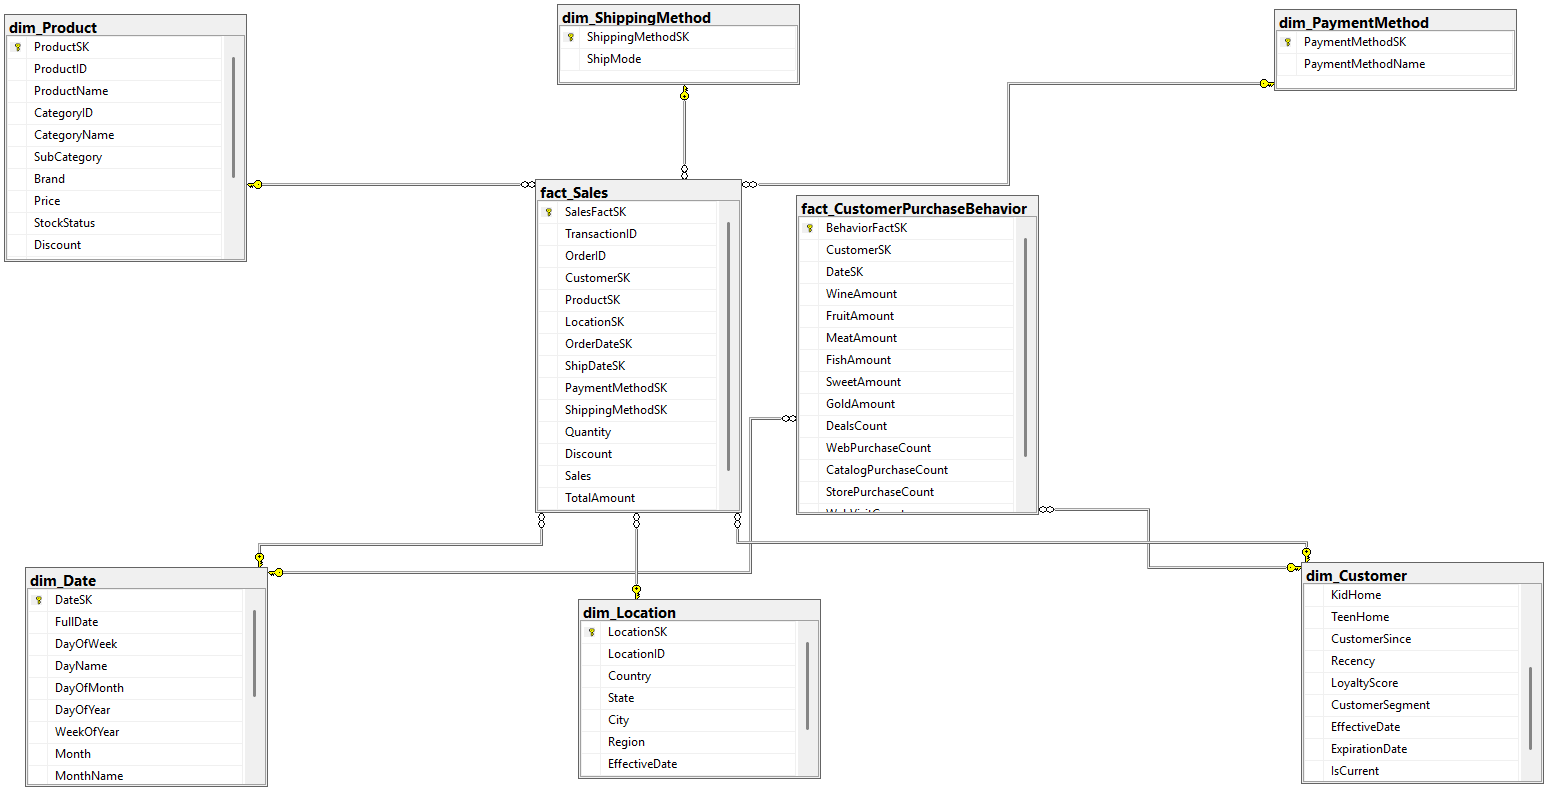 dim_Product
ProductSK
ProductID
ProductName
CategoryID
CategoryName
SubCategory
Brand
Price
StockStatus
Discount
dim_ShippingMethod
ShippingMethodSK
ShipMode
dim_PaymentMethod
PaymentMethodSK
PaymentMethodName
fact_Sales
SalesFactSK
TransactionID
OrderID
CustomerSK
ProductSK
LocationSK
OrderDateSK
ShipDateSK
PaymentMethodSK
ShippingMethodSK
Quantity
Discount
Sales
TotalAmount
fact_CustomerPurchaseBehavior
BehaviorFactSK
CustomerSK
DateSK
WineAmount
FruitAmount
MeatAmount
FishAmount
SweetAmount
GoldAmount
DealsCount
WebPurchaseCount
CatalogPurchaseCount
StorePurchaseCount
dim_Date
DateSK
FullDate
DayOfWeek
DayName
DayOfMonth
DayOfYear
WeekOfYear
Month
MonthName
dim_Location
LocationSK
LocationID
Country
State
City
Region
EffectiveDate
dim_Customer
KidHome
TeenHome
CustomerSince
Recency
LoyaltyScore
CustomerSegment
EffectiveDate
ExpirationDate
IsCurrent